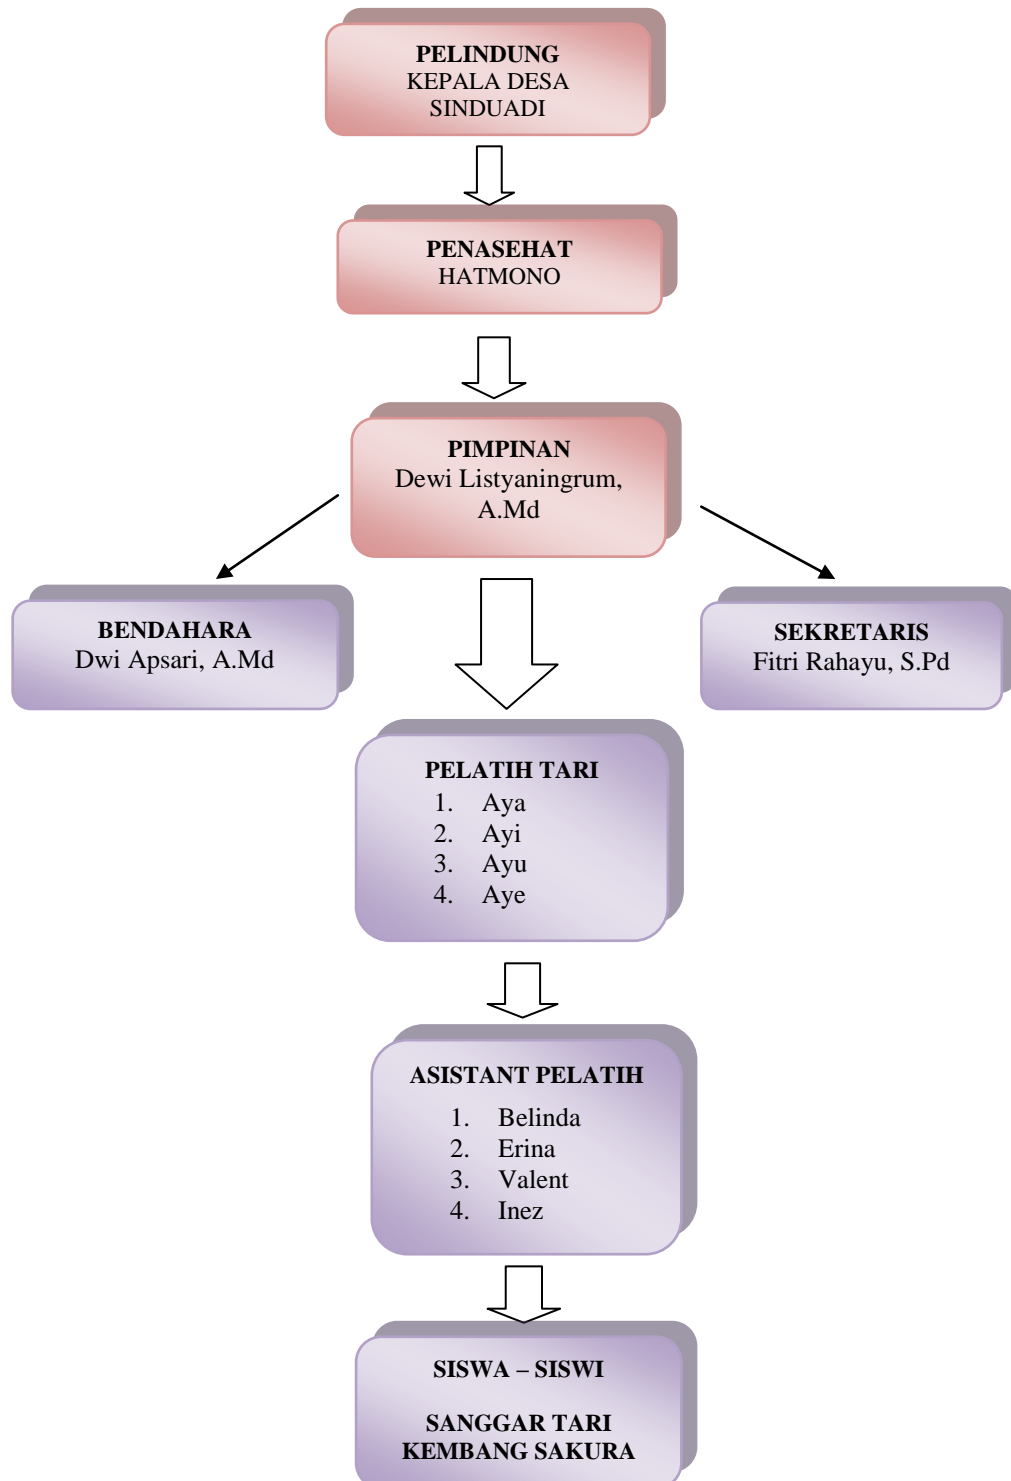 PELINDUNG
KEPALA DESA
SINDUADI
PENASEHAT
HATMONO
PIMPINAN
Dewi Listyaningrum,
A.Md
BENDAHARA
Dwi Apsari, A.Md
SEKRETARIS
Fitri Rahayu, S.Pd
PELATIH TARI
1. Aya
2. Ayi
3. Ayu
4. Aye
ASISTANT PELATIH
1. Belinda
2. Erina
3. Valent
4. Inez
SISWA – SISWI
SANGGAR TARI
KEMBANG SAKURA